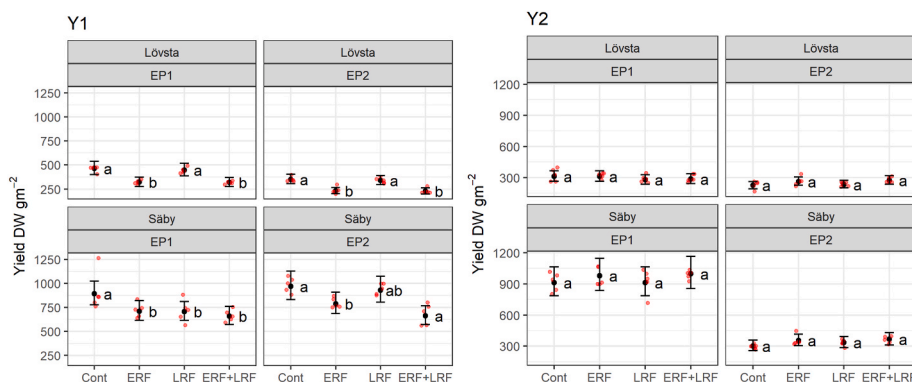 Y1
Lövsta
Lövsta
EP1
EP2
1250
1000
750
500
250
a
b
a
b
a
b
a
b
Säby
Säby
EP1
EP2
1250
1000
750
500
250
a
b
b
b
a
b
ab
a
Cont
ERF
LRF
ERF+LRF
Cont
ERF
LRF
ERF+LRF
Yield DW gm⁻²
Y2
Lövsta
Lövsta
EP1
EP2
1200
900
600
300
a
a
a
a
a
a
a
a
Säby
Säby
EP1
EP2
1200
900
600
300
a
a
a
a
a
a
a
a
Cont
ERF
LRF
ERF+LRF
Cont
ERF
LRF
ERF+LRF
Yield DW gm⁻²